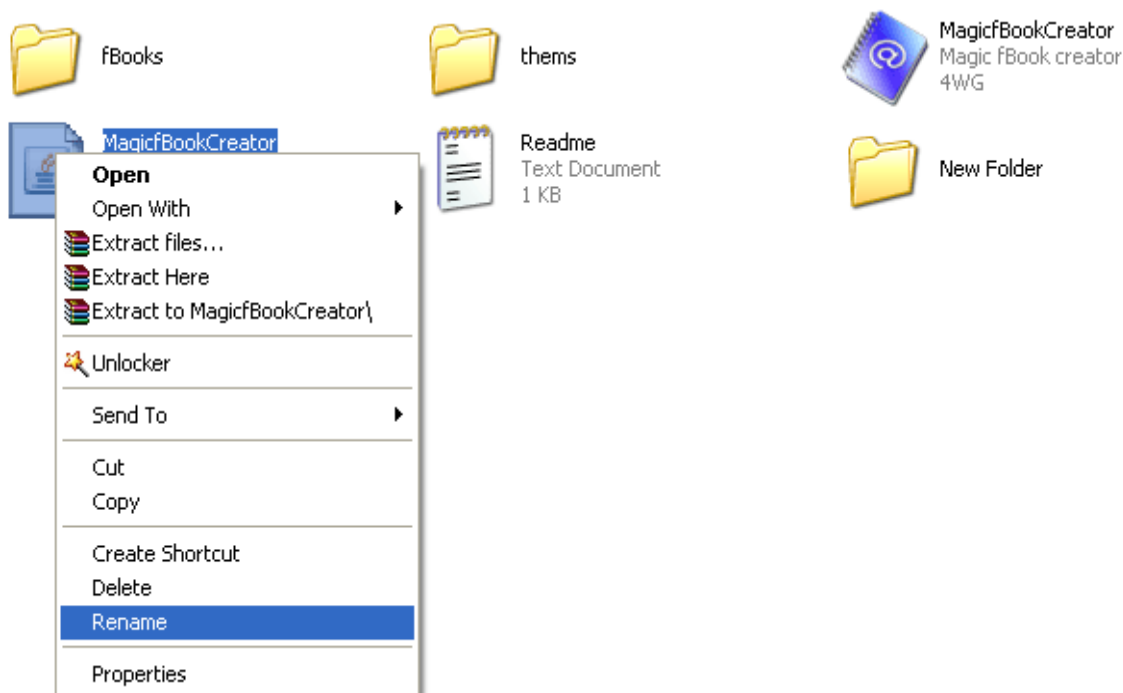 fBooks
thems
MagicfBookCreator
Magic fBook creator
4WG
MagicfBookCreator
Readme
Text Document
1 KB
New Folder
Open
Open With
Extract files...
Extract Here
Extract to MagicfBookCreator\
Unlocker
Send To
Cut
Copy
Create Shortcut
Delete
Rename
Properties